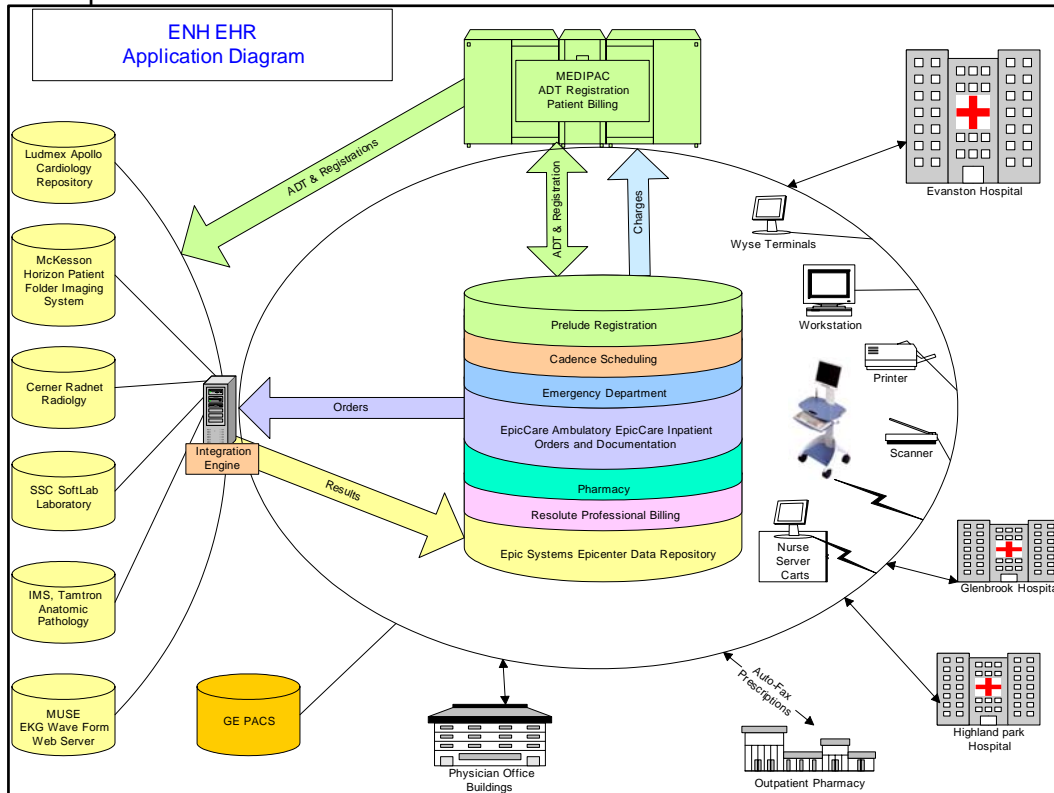 ENH EHR
Application Diagram
MEDIPAC
ADT Registration
Patient Billing
Evanston Hospital
Ludmex Apollo
Cardiology
Repository
ADT & Registrations
ADT & Registration
Charges
Wyse Terminals
McKesson
Horizon Patient
Folder Imaging
System
Workstation
Prelude Registration
Cadence Scheduling
Printer
Cerner Radnet
Radiolgy
Emergency Department
Orders
EpicCare Ambulatory EpicCare Inpatient
Orders and Documentation
Scanner
Integration
Engine
SSC SoftLab
Laboratory
Results
Pharmacy
Resolute Professional Billing
Epic Systems Epicenter Data Repository
Nurse
Server
Carts
Glenbrook Hospital
IMS, Tamtron
Anatomic
Pathology
MUSE
EKG Wave Form
Web Server
GE PACS
Physician Office
Buildings
Auto-Fax
Prescriptions
Outpatient Pharmacy
Highland park
Hospital